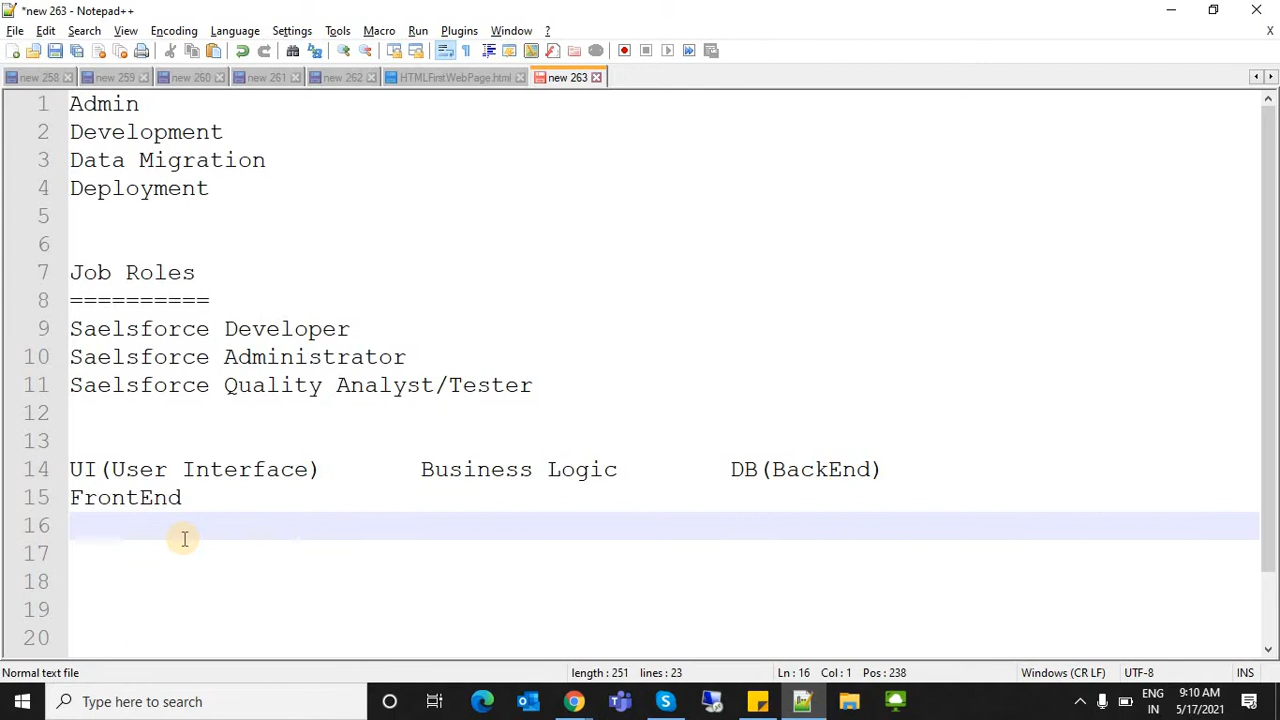 *new 263 - Notepad++
File Edit Search View Encoding Language Settings Tools Macro Run Plugins Window ? X
new 258 new 259 new 260 new 261 new 262 HTMLFirstWebPage.html new 263
1 Admin
2 Development
3 Data Migration
4 Deployment
5
6
7 Job Roles
8 ==========
9 Saelsforce Developer
10 Saelsforce Administrator
11 Saelsforce Quality Analyst/Tester
12
13
14 UI(User Interface) Business Logic DB(BackEnd)
15 FrontEnd
16
17
18
19
20
Normal text file length : 251 lines : 23 Ln : 16 Col : 1 Pos : 238 Windows (CR LF) UTF-8 INS
Type here to search ENG 9:10 AM
IN 5/17/2021